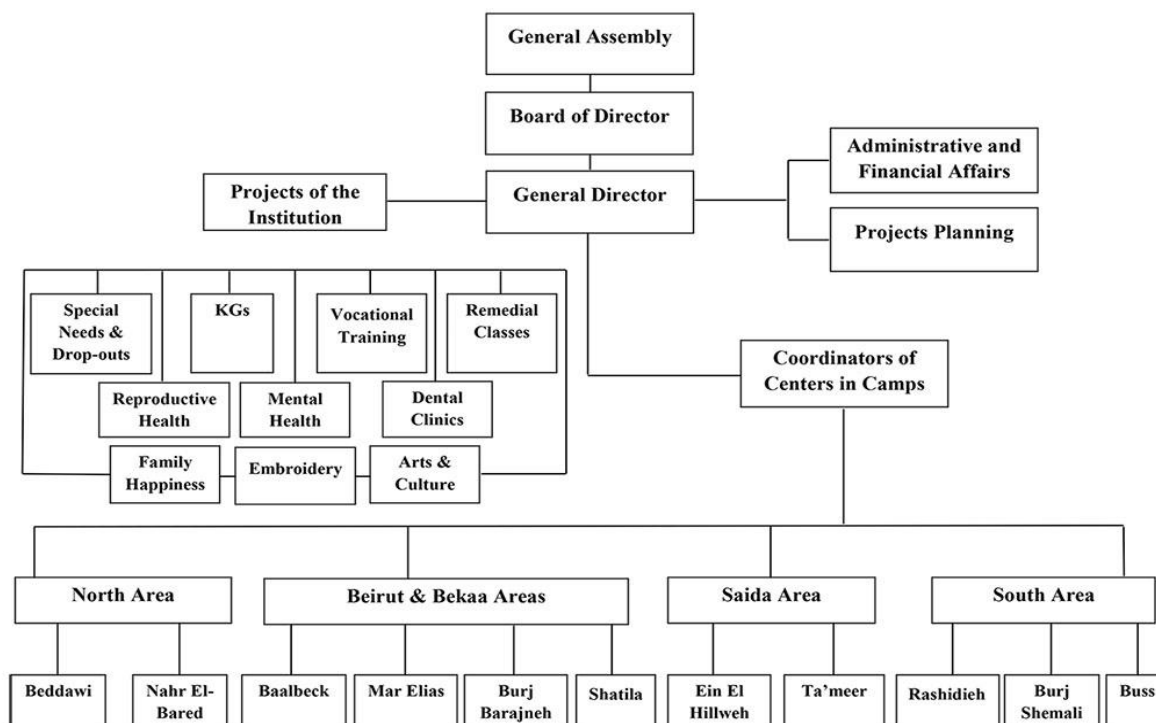 General Assembly
Board of Director
General Director
Administrative and
Financial Affairs
Projects of the
Institution
Projects Planning
Special
Needs &
Drop-outs
KGs
Vocational
Training
Remedial
Classes
Reproductive
Health
Mental
Health
Dental
Clinics
Family
Happiness
Embroidery
Arts &
Culture
Coordinators of
Centers in Camps
North Area
Beirut & Bekaa Areas
Saida Area
South Area
Beddawi
Nahr El-
Bared
Baalbeck
Mar Elias
Burj
Barajneh
Shatila
Ein El
Hillweh
Ta’meer
Rashidieh
Burj
Shemali
Buss